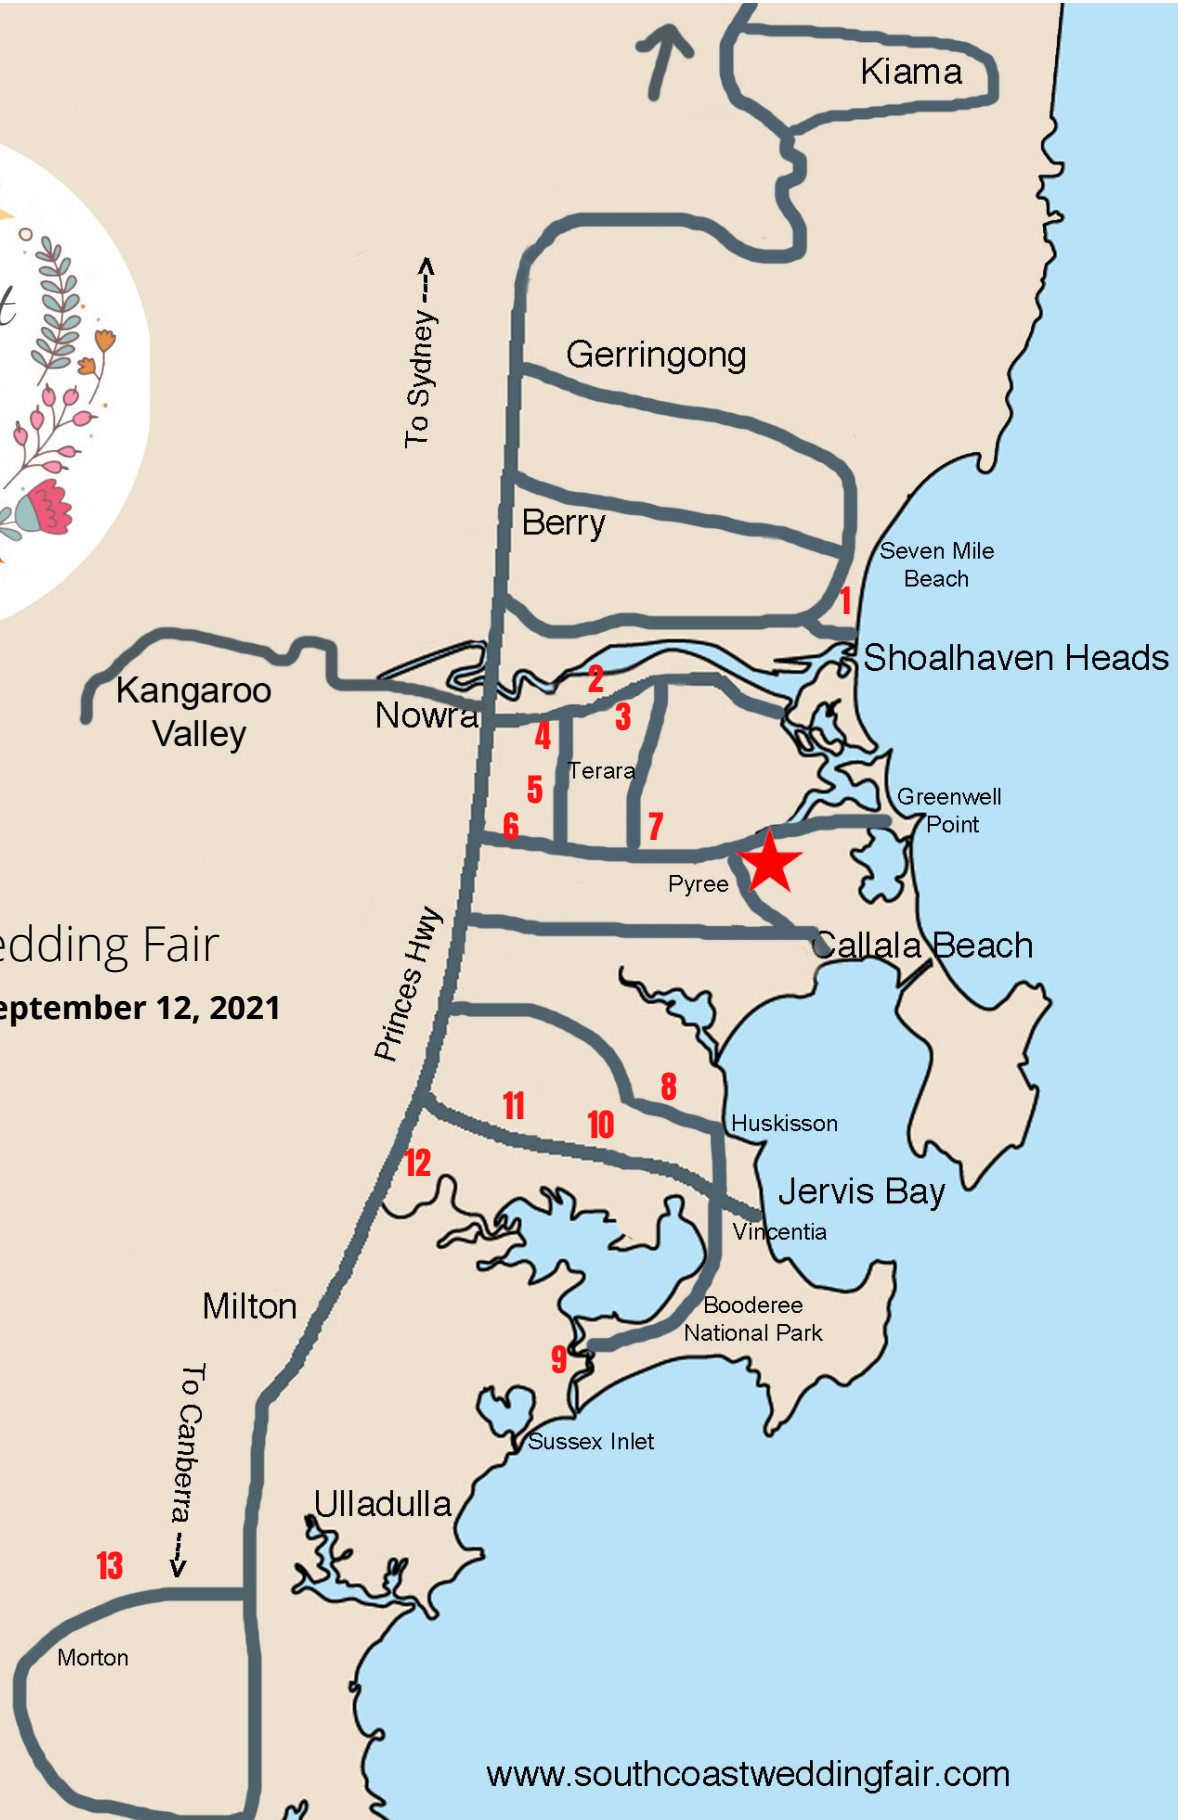 Kiama
t
To Sydney --->
Gerringong
Berry
Seven Mile
Beach
1
Shoalhaven Heads
Kangaroo
Valley
2
Nowra
3
4
Terara
5
Greenwell
Point
6
7
Pyree
Princes Hwy
edding Fair
Callala Beach
eptember 12, 2021
8
11
10
Huskisson
12
Jervis Bay
Vincentia
Milton
Booderee
National Park
9
To Canberra --->
Sussex Inlet
Ulladulla
13
Morton
www.southcoastweddingfair.com